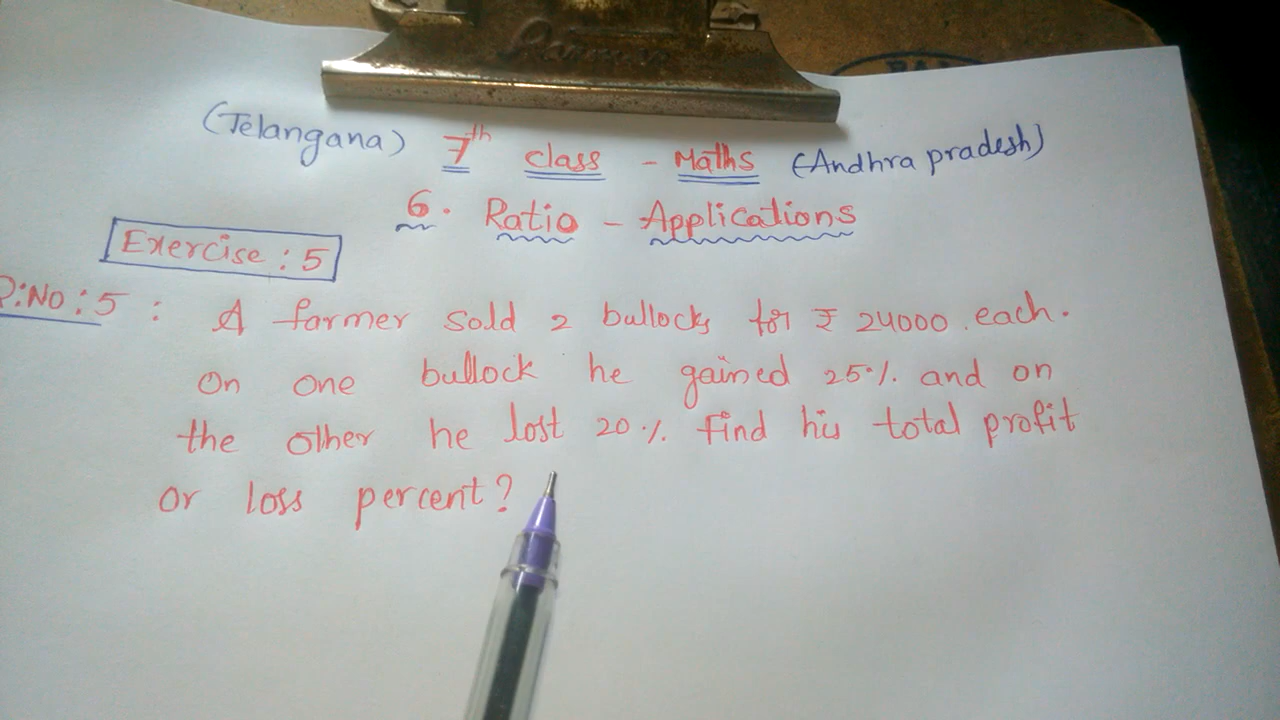 (Telangana) 7th class - Maths (Andhra pradesh)
6. Ratio - Applications
Exercise : 5
P.No : 5 : A farmer sold 2 bullocks for ₹ 24000 each.
On one bullock he gained 25% and on
the other he lost 20% find his total profit
or loss percent?